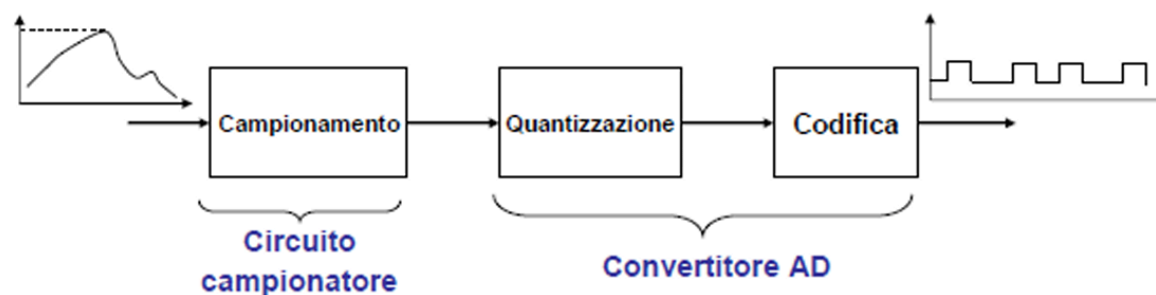 Campionamento
Quantizzazione
Codifica
Circuito
campionatore
Convertitore AD